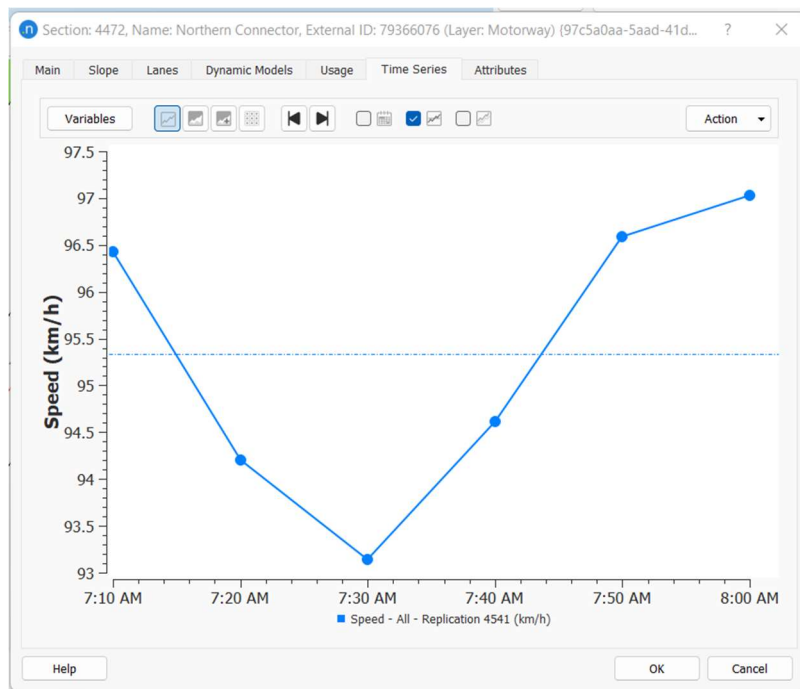 .n Section: 4472, Name: Northern Connector, External ID: 79366076 (Layer: Motorway) {97c5a0aa-5aad-41d... ?
Main Slope Lanes Dynamic Models Usage Time Series Attributes
Variables Action
97.5
97
96.5
96
95.5
95
94.5
94
93.5
93
Speed (km/h)
7:10 AM 7:20 AM 7:30 AM 7:40 AM 7:50 AM 8:00 AM
Speed - All - Replication 4541 (km/h)
Help OK Cancel